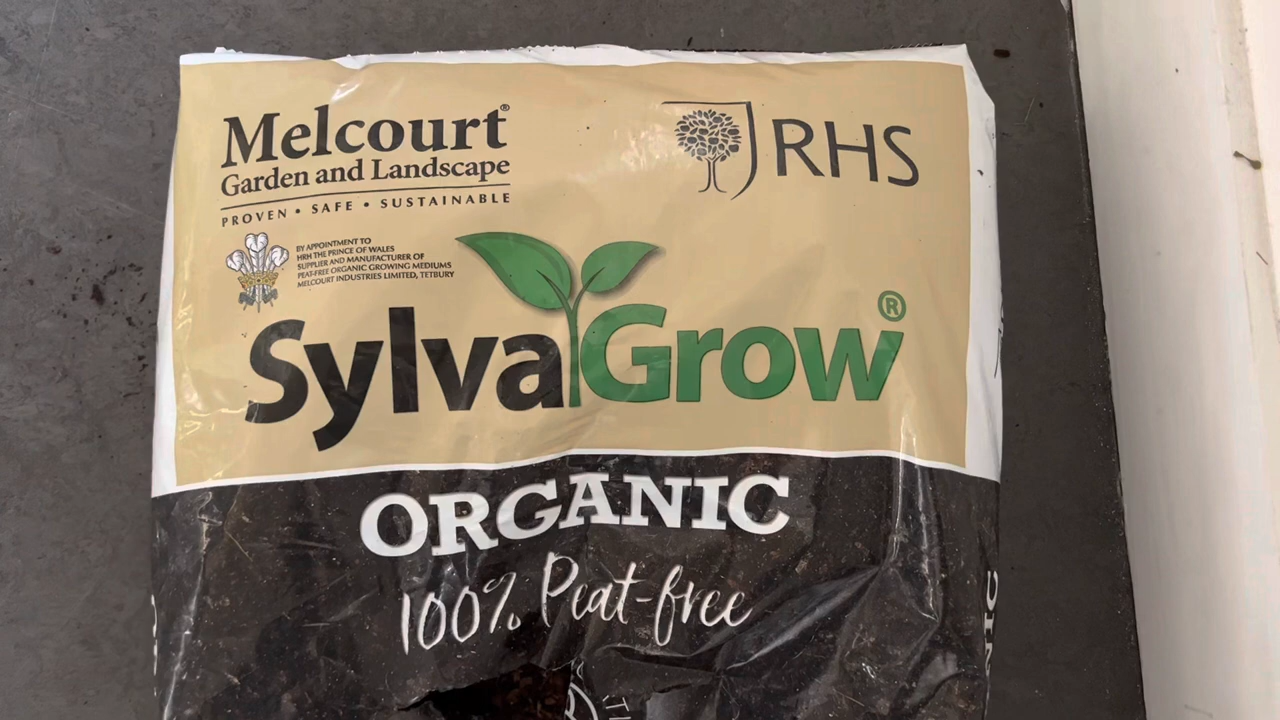 Melcourt®
Garden and Landscape
PROVEN • SAFE • SUSTAINABLE
RHS
BY APPOINTMENT TO
HRH THE PRINCE OF WALES
SUPPLIER AND MANUFACTURER OF
PEAT-FREE ORGANIC GROWING MEDIUMS
MELCOURT INDUSTRIES LIMITED, TETBURY
SylvaGrow®
ORGANIC
100% Peat-free